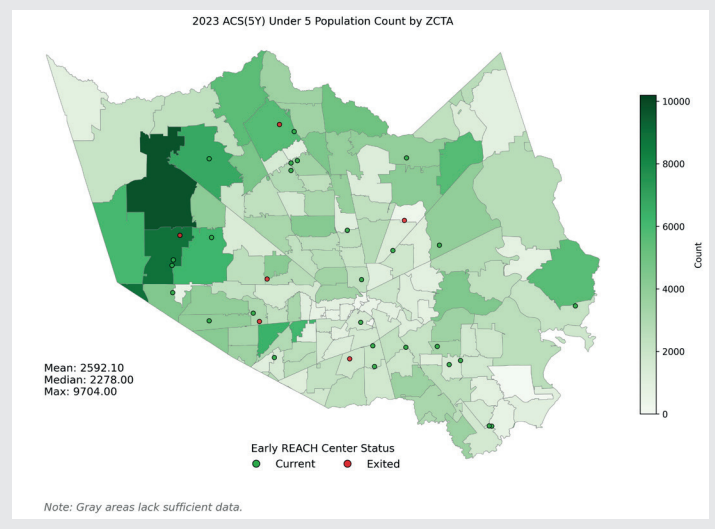 2023 ACS(5Y) Under 5 Population Count by ZCTA
10000
8000
6000
4000
2000
0
Count
Mean: 2592.10
Median: 2278.00
Max: 9704.00
Early REACH Center Status
Current Exited
Note: Gray areas lack sufficient data.